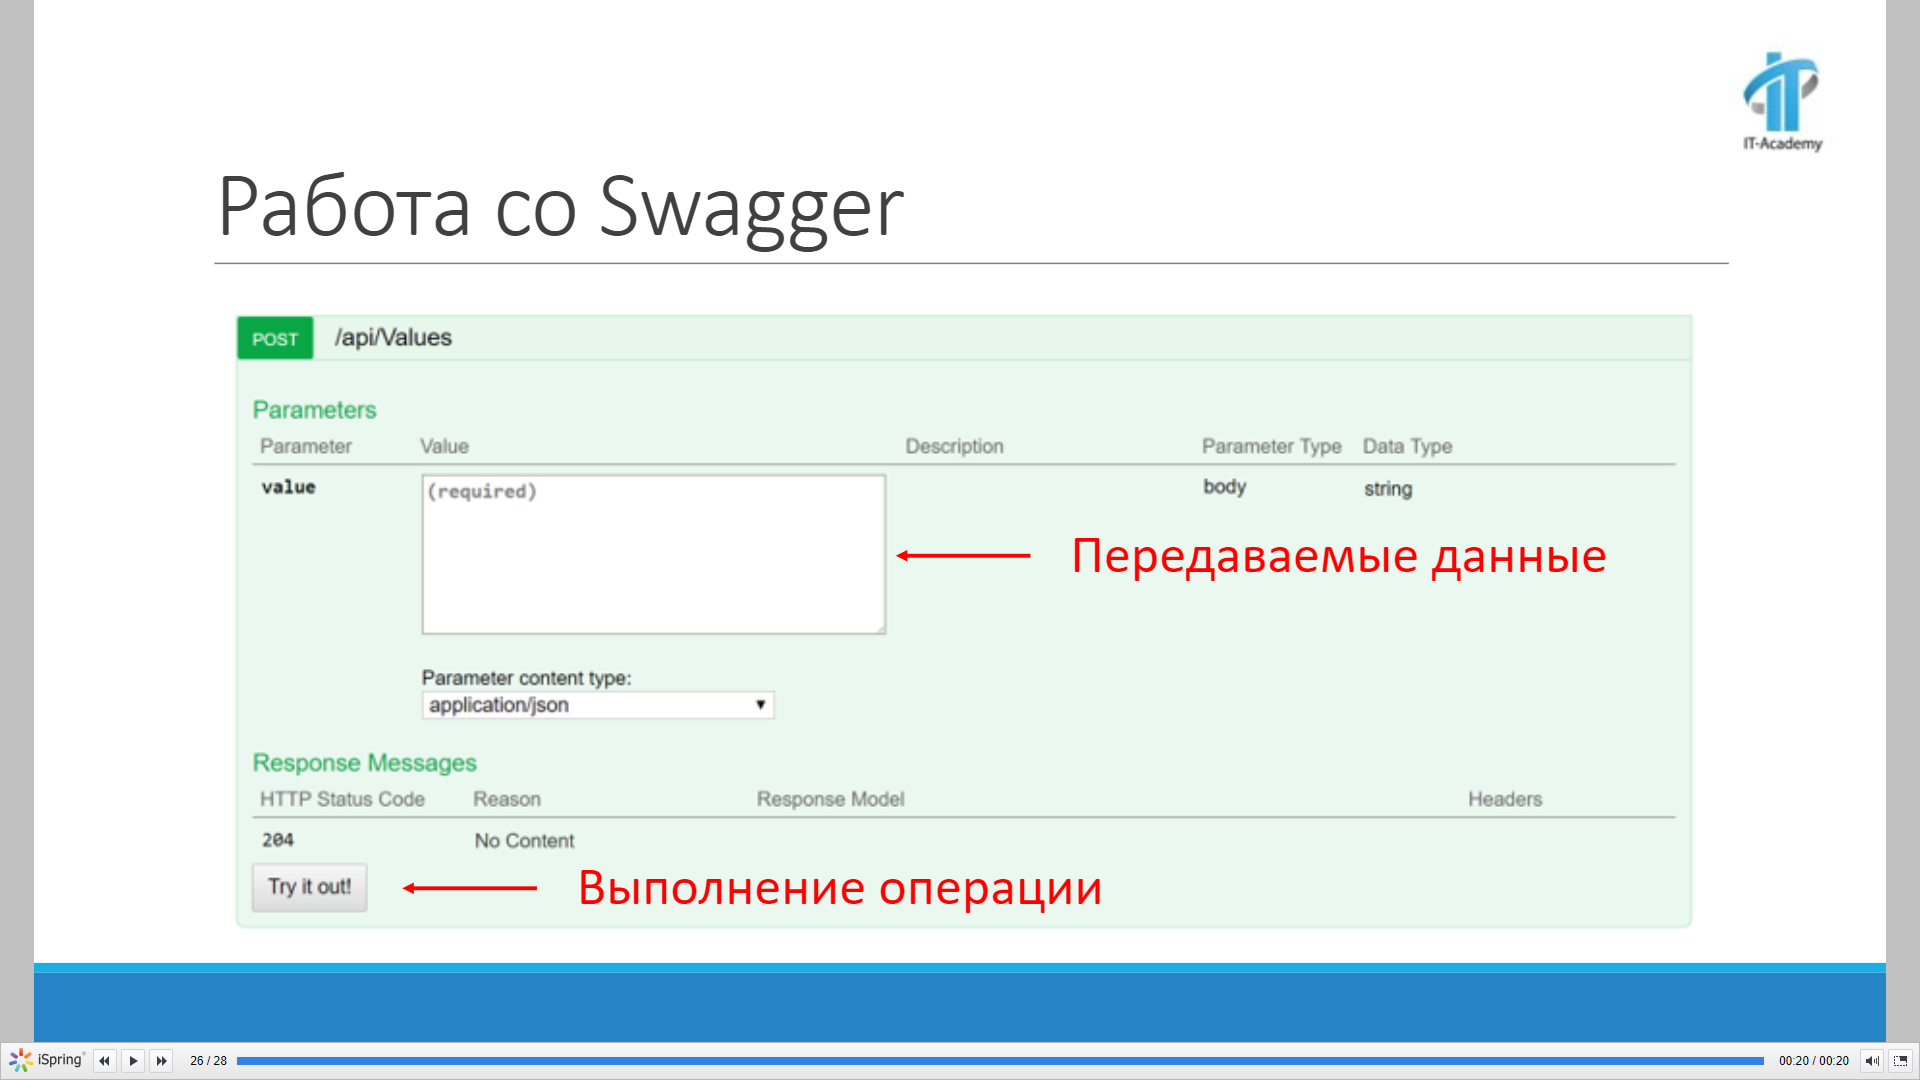 IT-Academy
Работа со Swagger
POST /api/Values
Parameters
Parameter Value Description Parameter Type Data Type
value (required) body string
Передаваемые данные
Parameter content type:
application/json
Response Messages
HTTP Status Code Reason Response Model Headers
204 No Content
Try it out! Выполнение операции
iSpring 26 / 28 00:20 / 00:20